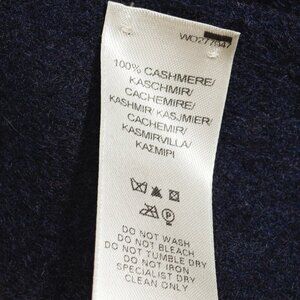 100% CASHMERE/
KASCHMIR/
CACHEMIRE/
KASHMIR/ KASJMIER/
CACHEMIR/
KASMIRVILLA/
ΚΑΣΜΙΡΙ
P
DO NOT WASH
DO NOT BLEACH
DO NOT TUMBLE DRY
DO NOT IRON
SPECIALIST DRY
CLEAN ONLY